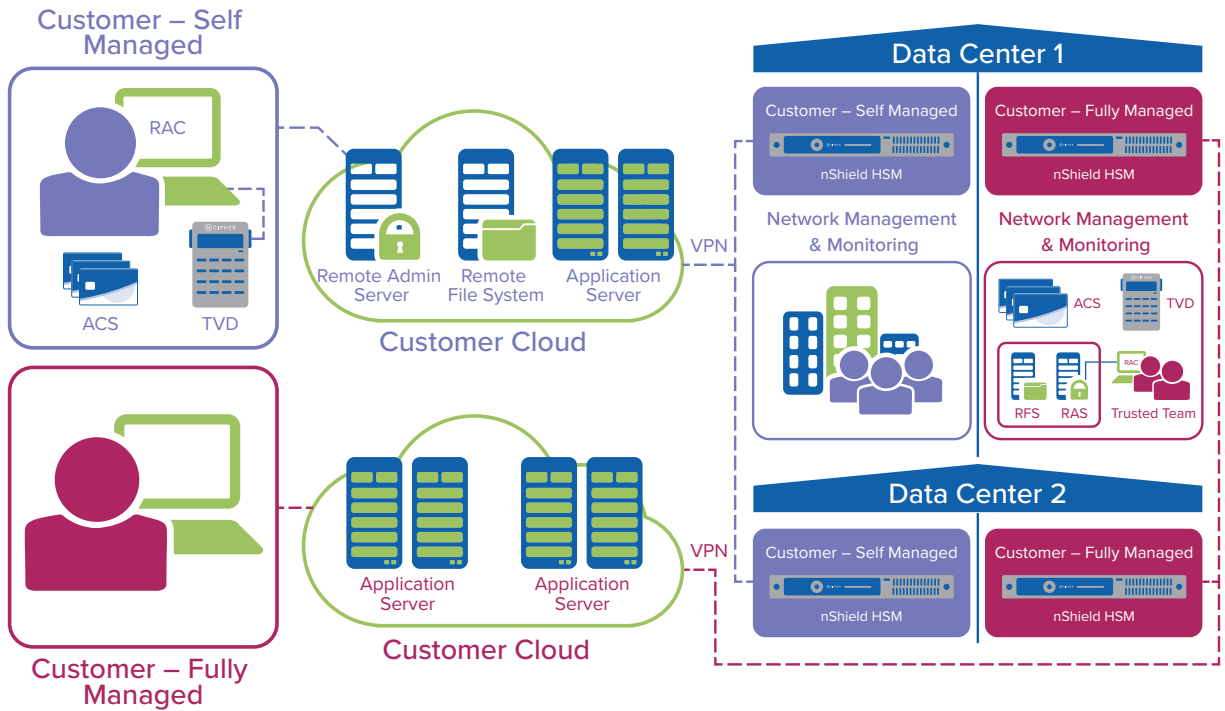 Customer – Self
Managed
RAC
CIPHER
ACS
TVD
Remote Admin
Server
Remote
File System
Application
Server
Customer Cloud
VPN
Customer – Fully
Managed
Application
Server
Application
Server
Customer Cloud
VPN
Data Center 1
Customer – Self Managed
nShield HSM
Network Management
& Monitoring
Customer – Fully Managed
nShield HSM
Network Management
& Monitoring
ACS
TVD
RFS
RAS
RAC
Trusted Team
Data Center 2
Customer – Self Managed
nShield HSM
Customer – Fully Managed
nShield HSM